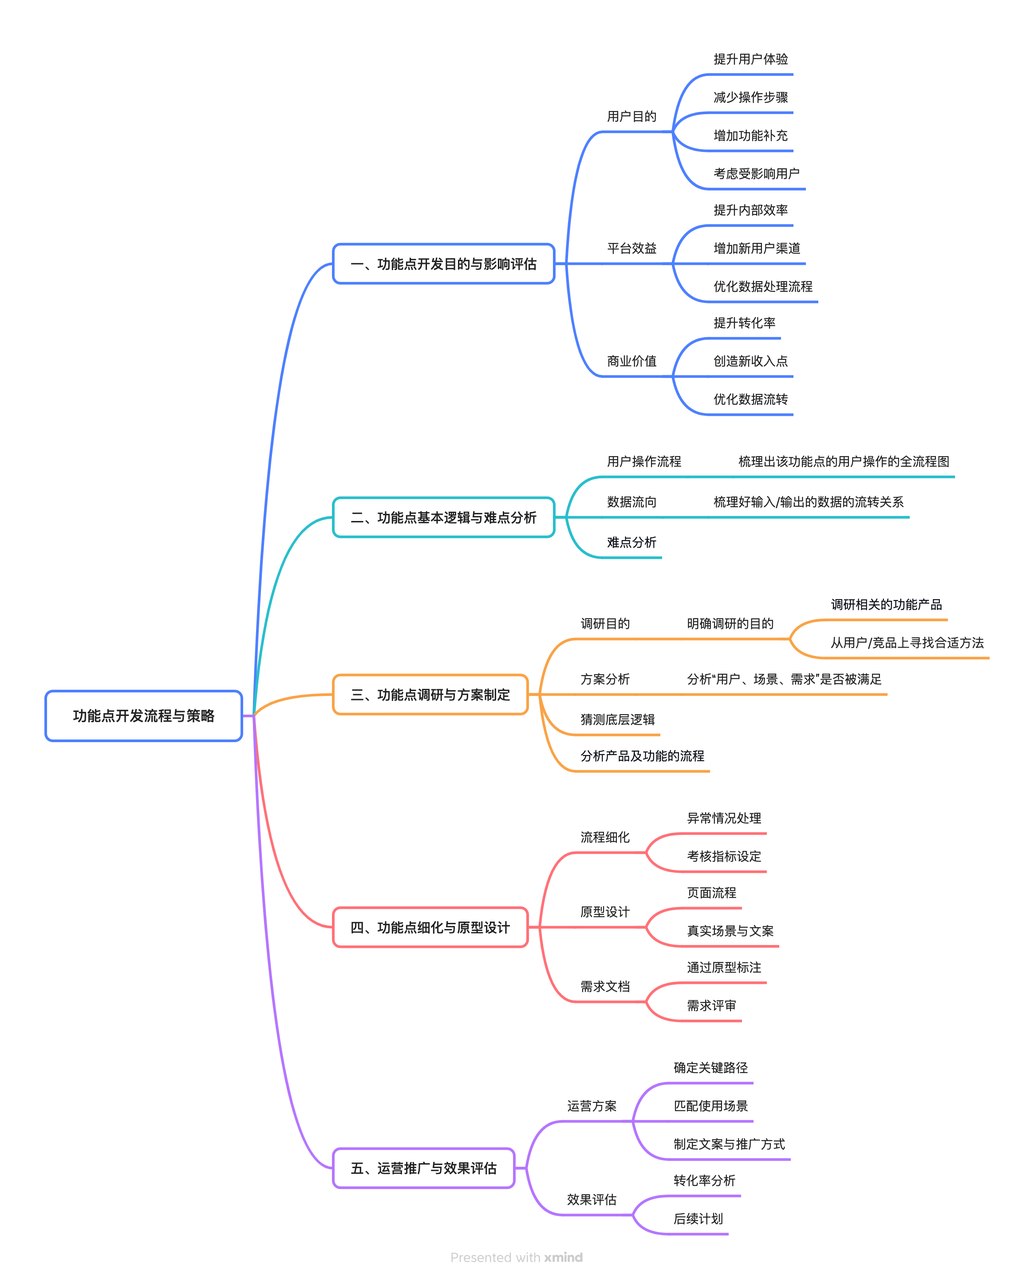 功能点开发流程与策略
一、功能点开发目的与影响评估
用户目的
提升用户体验
减少操作步骤
增加功能补充
考虑受影响用户
平台效益
提升内部效率
增加新用户渠道
优化数据处理流程
商业价值
提升转化率
创造新收入点
优化数据流转
二、功能点基本逻辑与难点分析
用户操作流程
梳理出该功能点的用户操作的全流程图
数据流向
梳理好输入/输出的数据的流转关系
难点分析
三、功能点调研与方案制定
调研目的
明确调研的目的
调研相关的功能产品
从用户/竞品上寻找合适方法
方案分析
分析“用户、场景、需求”是否被满足
猜测底层逻辑
分析产品及功能的流程
四、功能点细化与原型设计
流程细化
异常情况处理
考核指标设定
原型设计
页面流程
真实场景与文案
需求文档
通过原型标注
需求评审
五、运营推广与效果评估
运营方案
确定关键路径
匹配使用场景
制定文案与推广方式
效果评估
转化率分析
后续计划
Presented with xmind